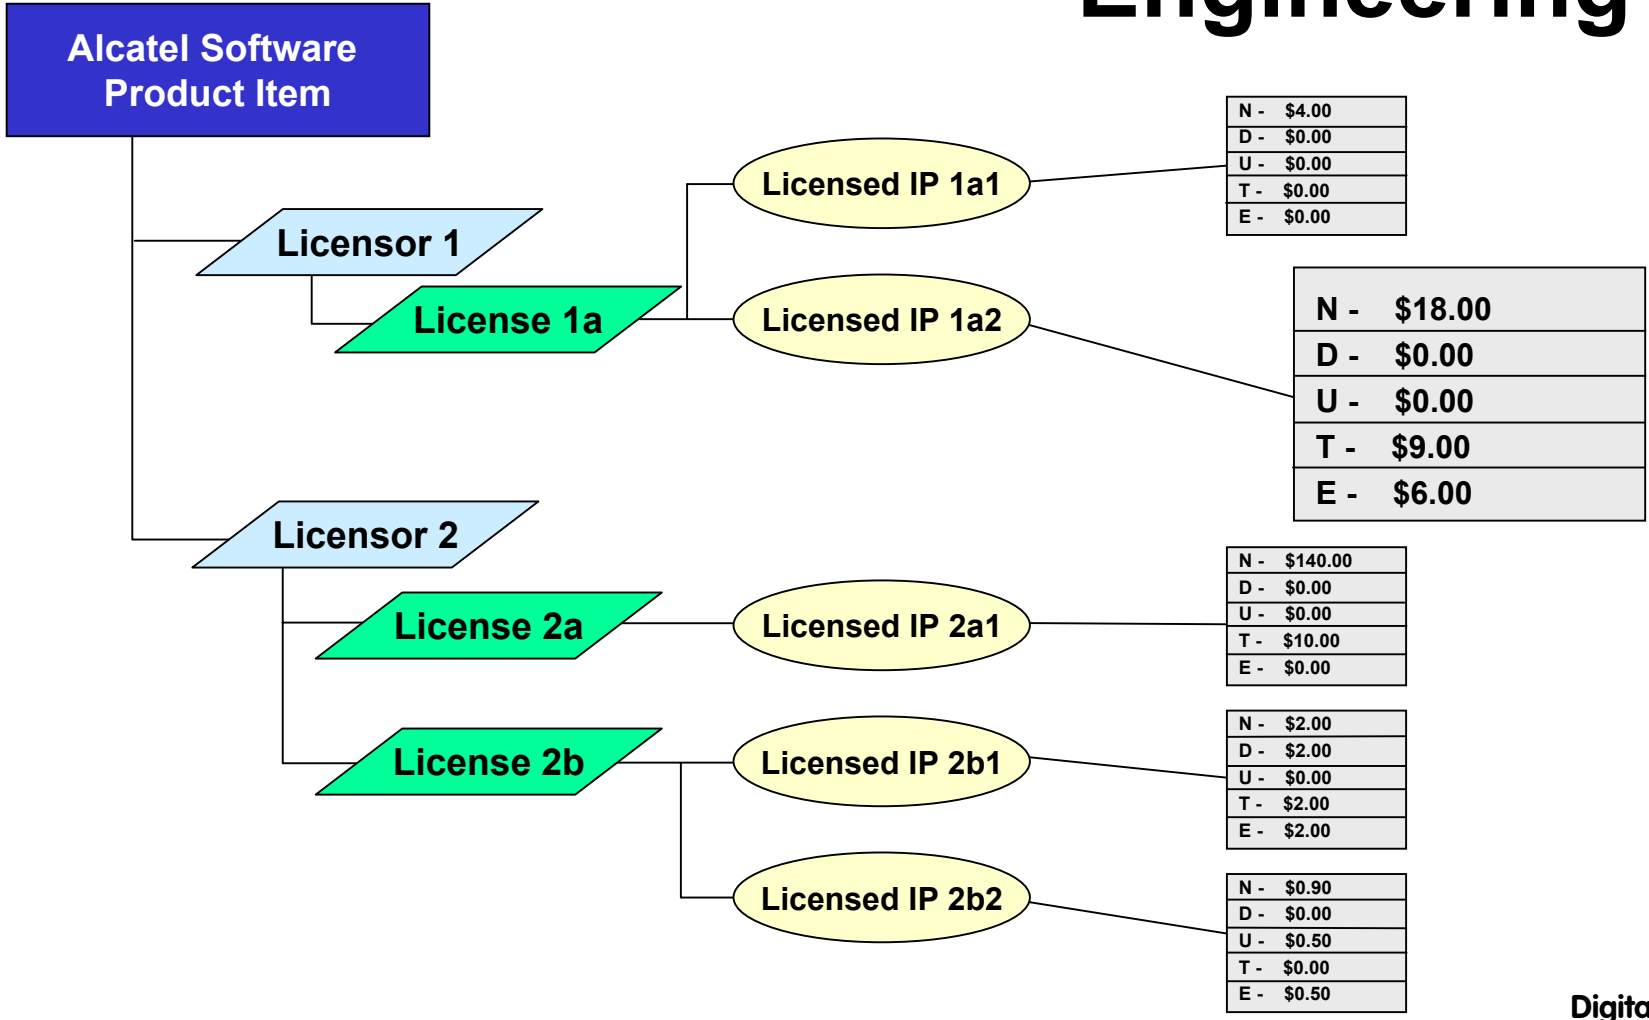 Engineering
Alcatel Software
Product Item
Licensor 1
License 1a
Licensed IP 1a1
N - $4.00
D - $0.00
U - $0.00
T - $0.00
E - $0.00
Licensed IP 1a2
N - $18.00
D - $0.00
U - $0.00
T - $9.00
E - $6.00
Licensor 2
License 2a
Licensed IP 2a1
N - $140.00
D - $0.00
U - $0.00
T - $10.00
E - $0.00
License 2b
Licensed IP 2b1
N - $2.00
D - $2.00
U - $0.00
T - $2.00
E - $2.00
Licensed IP 2b2
N - $0.90
D - $0.00
U - $0.50
T - $0.00
E - $0.50
Digita